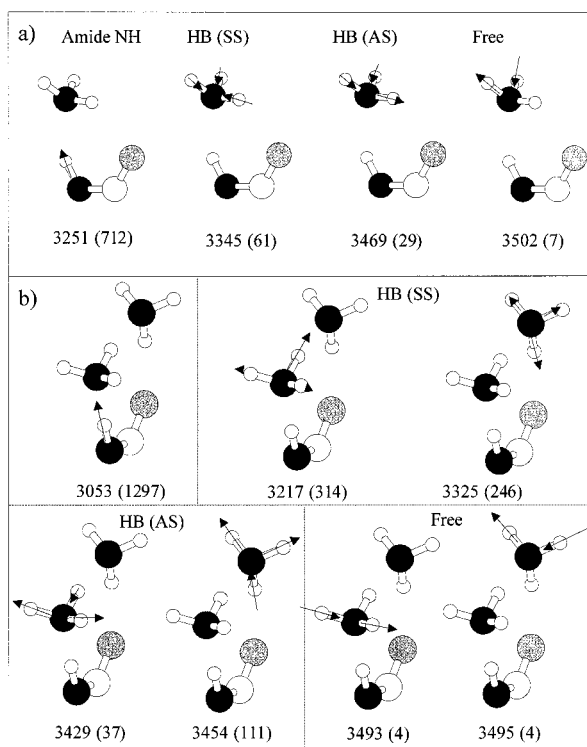 a)
Amide NH HB (SS) HB (AS) Free
3251 (712) 3345 (61) 3469 (29) 3502 (7)
b)
HB (SS)
3053 (1297) 3217 (314) 3325 (246)
HB (AS) Free
3429 (37) 3454 (111) 3493 (4) 3495 (4)